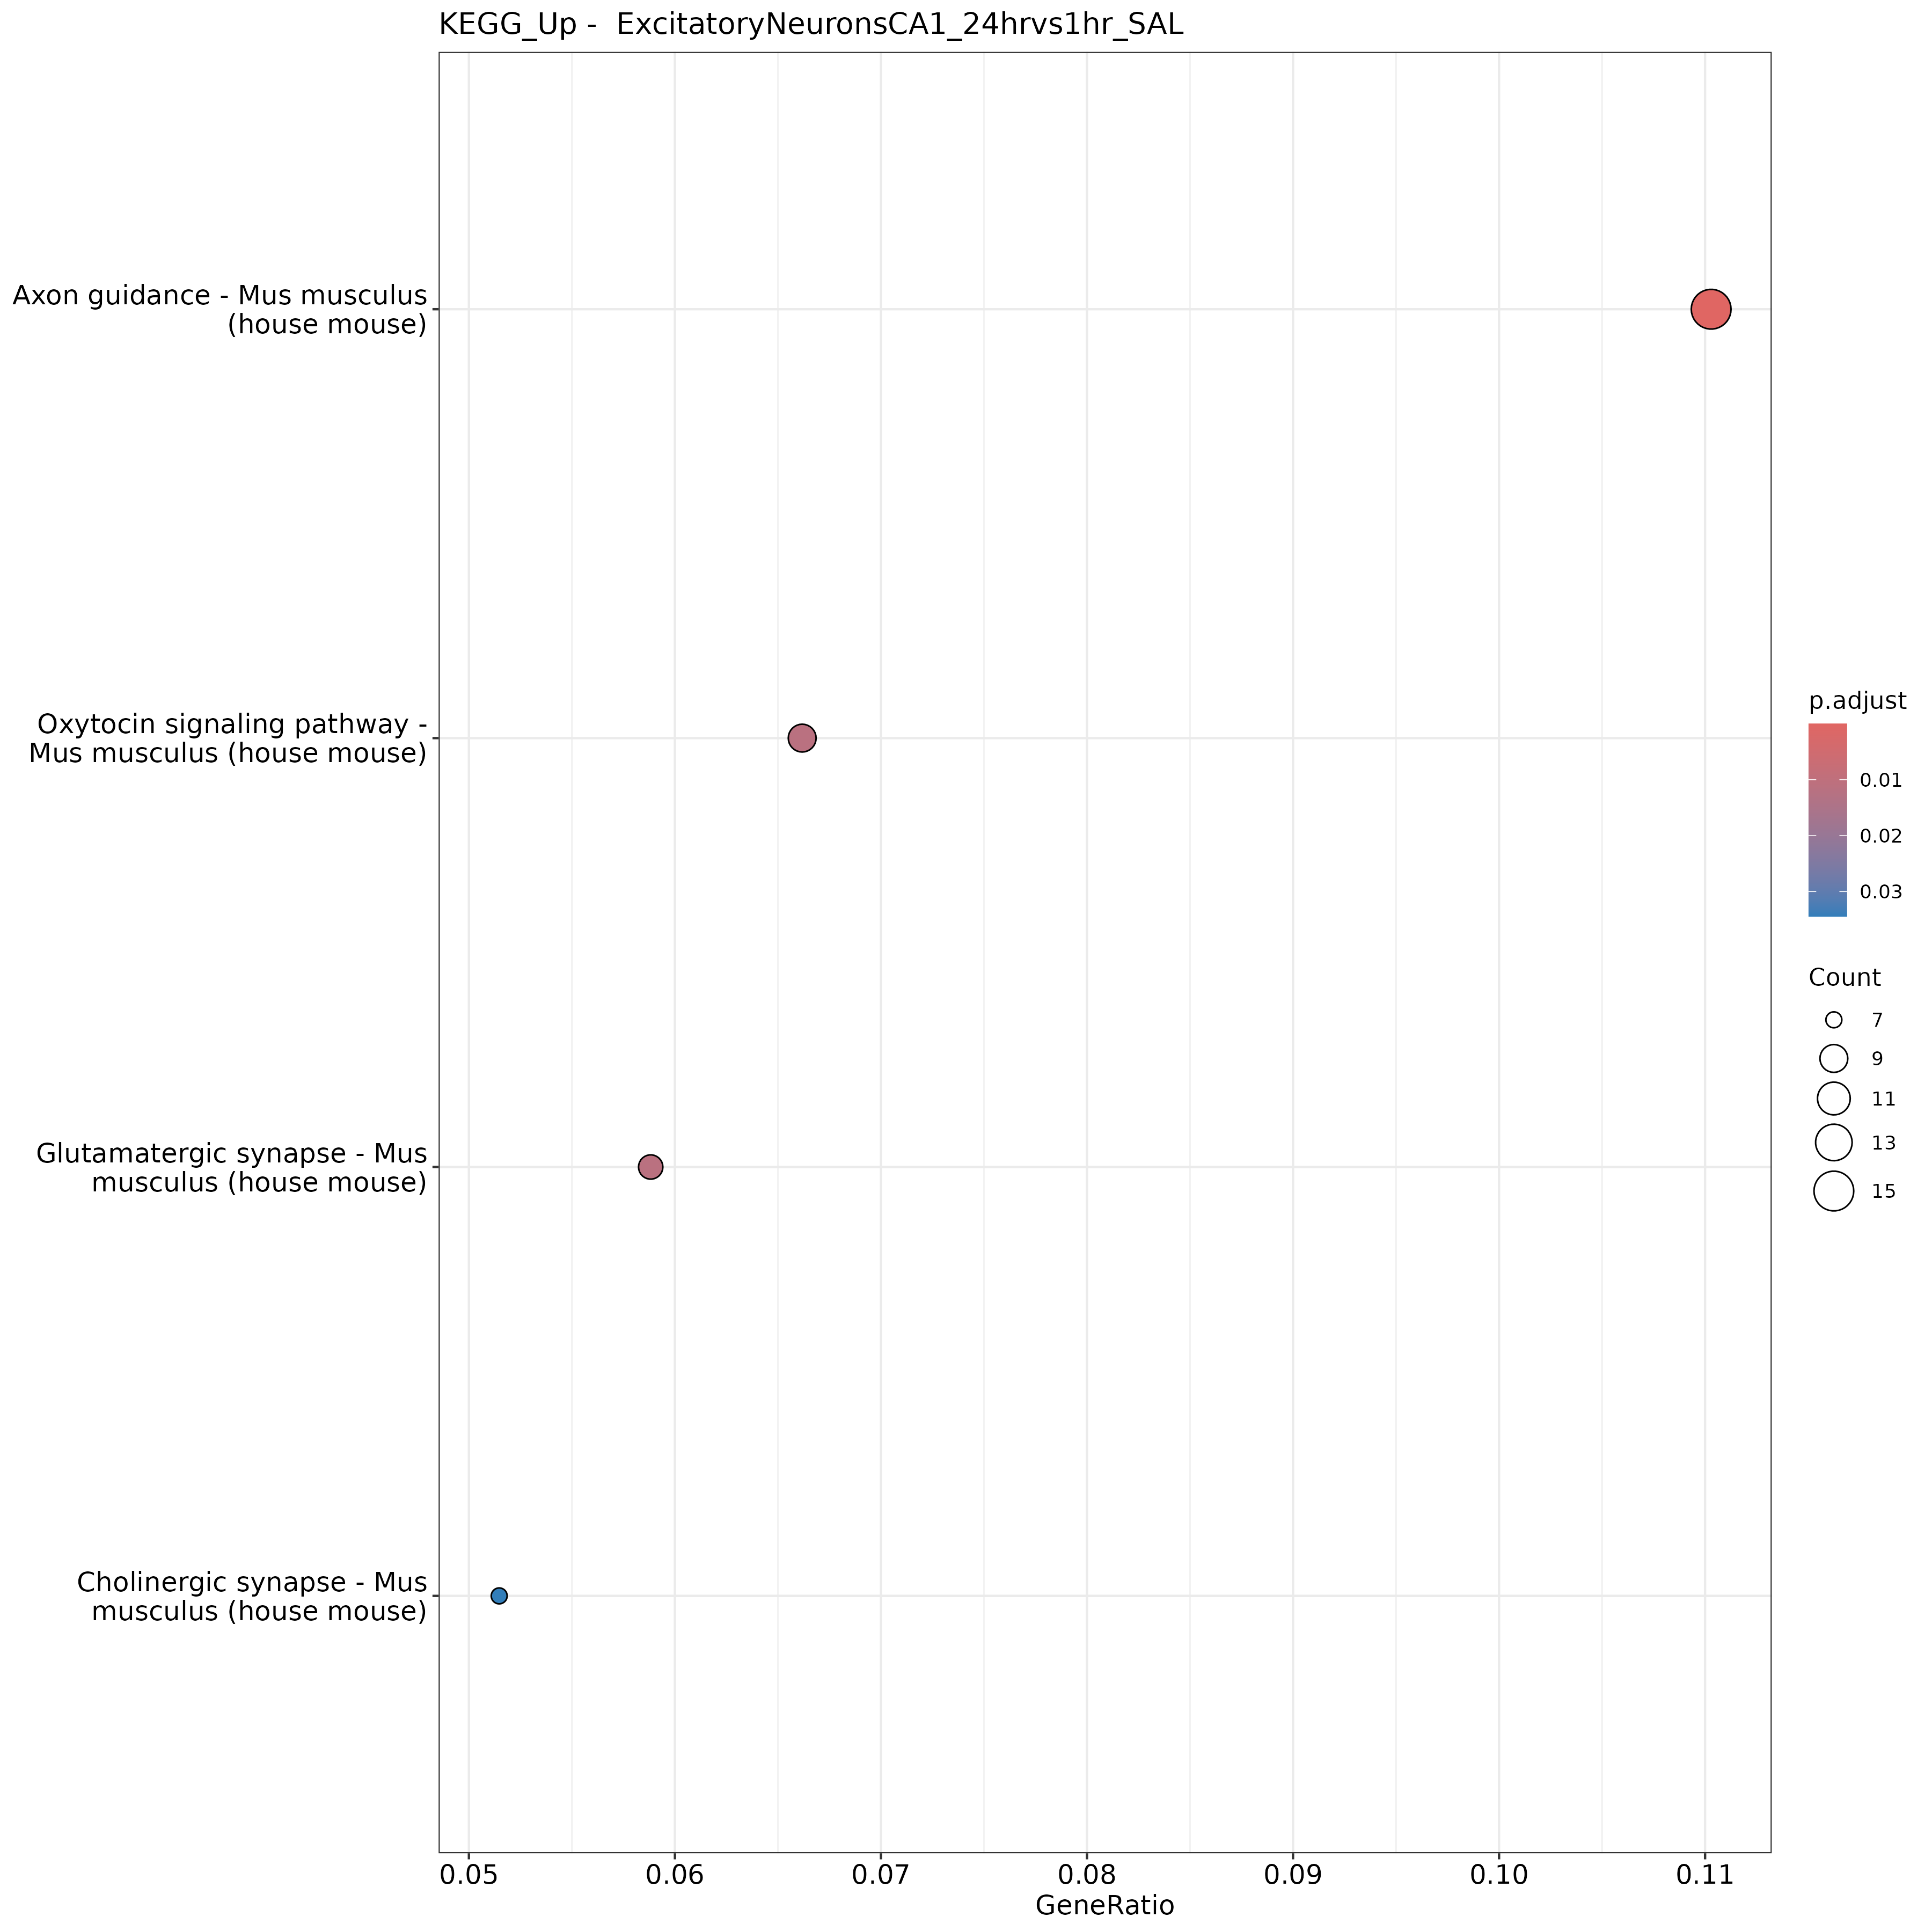 KEGG_Up -  ExcitatoryNeuronsCA1_24hrvs1hr_SAL
Axon guidance - Mus musculus
(house mouse)
Oxytocin signaling pathway -
Mus musculus (house mouse)
Glutamatergic synapse - Mus
musculus (house mouse)
Cholinergic synapse - Mus
musculus (house mouse)
0.05 0.06 0.07 0.08 0.09 0.10 0.11
GeneRatio
p.adjust
0.01
0.02
0.03
Count
7
9
11
13
15